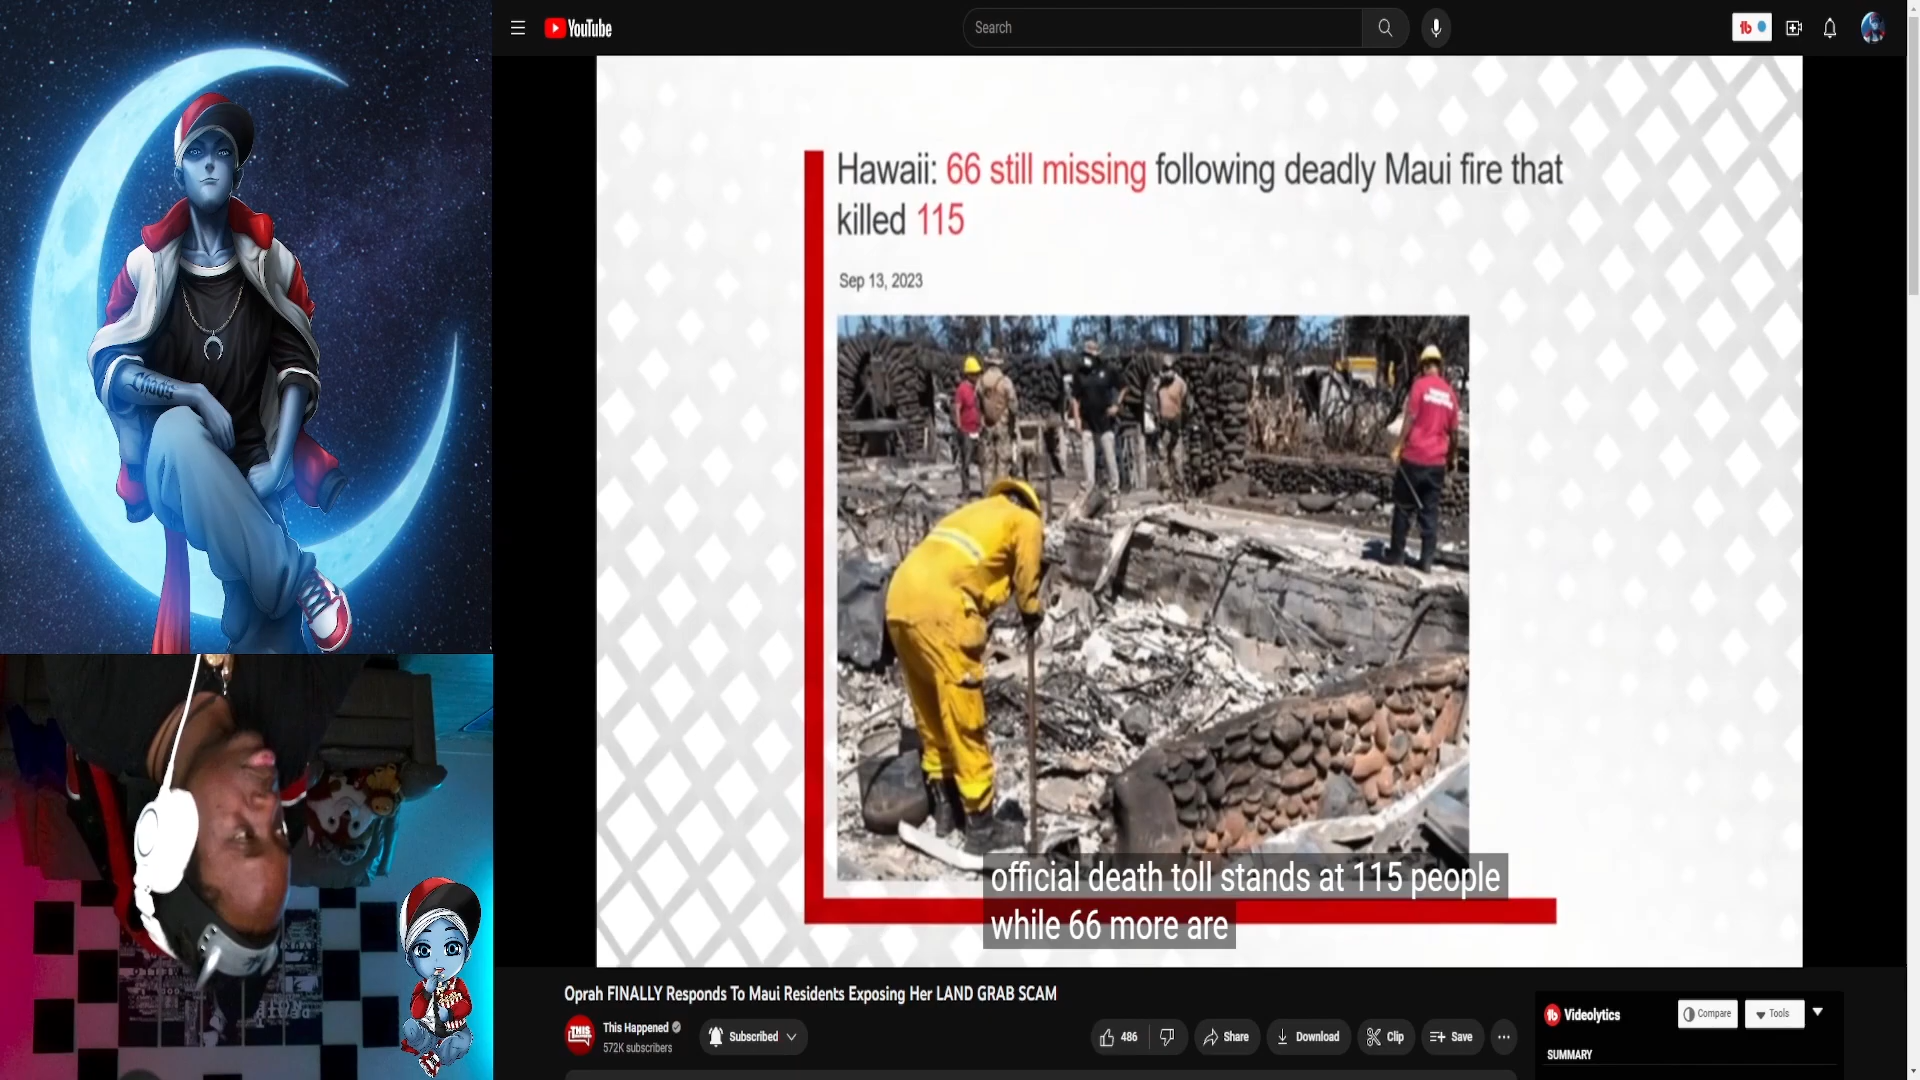 YouTube
Search
Hawaii: 66 still missing following deadly Maui fire that
killed 115
Sep 13, 2023
Chaos
official death toll stands at 115 people
while 66 more are
Oprah FINALLY Responds To Maui Residents Exposing Her LAND GRAB SCAM
This Happened
572K subscribers
Subscribed
486
Share
Download
Clip
Save
Videolytics
Compare
Tools
SUMMARY